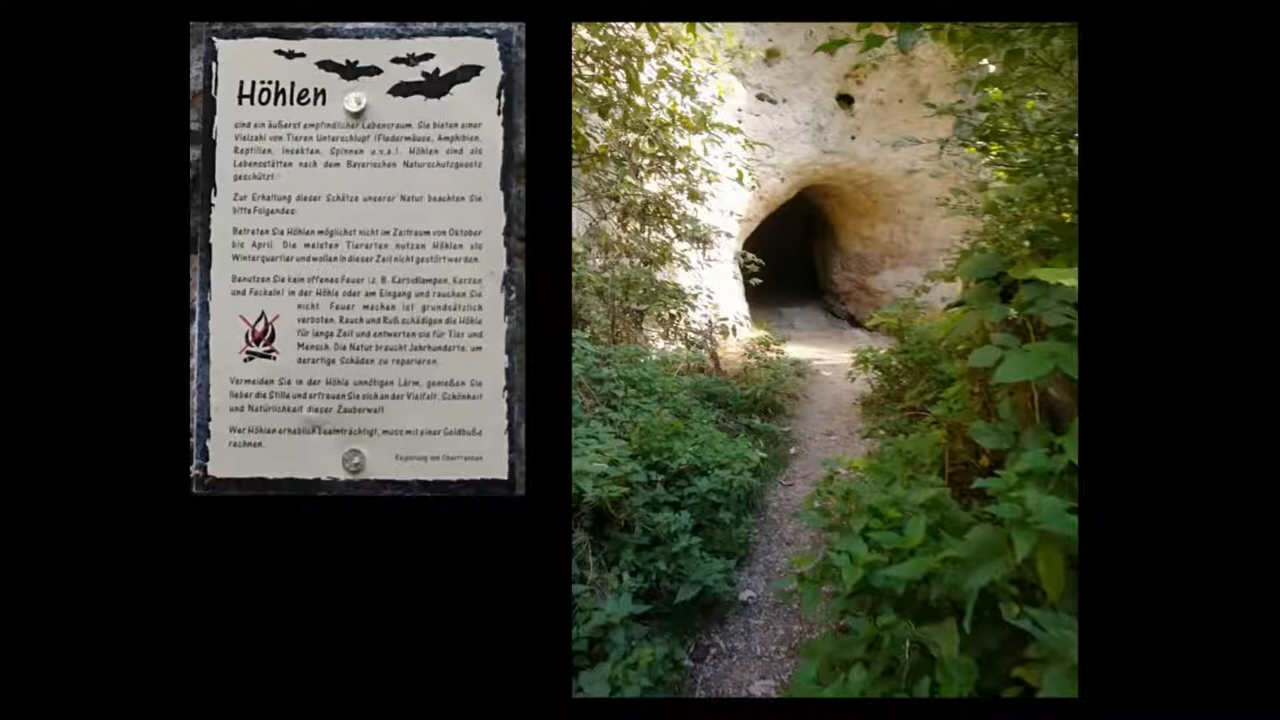 Höhlen
sind ein äußerst empfindlicher Lebensraum. Sie bieten einer
Vielzahl von Tieren Unterschlupf (Fledermäuse, Amphibien,
Reptilien, Insekten, Spinnen u.v.a.). Höhlen sind als
Lebensstätten nach dem Bayerischen Naturschutzgesetz
geschützt.
Zur Erhaltung dieser Schätze unserer Natur beachten Sie
bitte Folgendes:
Betreten Sie Höhlen möglichst nicht im Zeitraum von Oktober
bis April. Die meisten Tierarten nutzen Höhlen als
Winterquartier und wollen in dieser Zeit nicht gestört werden.
Benutzen Sie kein offenes Feuer (z. B. Karbidlampen, Kerzen
und Fackeln) in der Höhle oder am Eingang und rauchen Sie
nicht. Feuer machen ist grundsätzlich
verboten. Rauch und Ruß schädigen die Höhle
für lange Zeit und entwerten sie für Tier und
Mensch. Die Natur braucht Jahrhunderte, um
derartige Schäden zu reparieren.
Vermeiden Sie in der Höhle unnötigen Lärm, genießen Sie
lieber die Stille und erfreuen Sie sich an der Vielfalt, Schönheit
und Natürlichkeit dieser Zauberwelt.
Wer Höhlen erheblich beeinträchtigt, muss mit einer Geldbuße
rechnen.
Regierung von Oberfranken